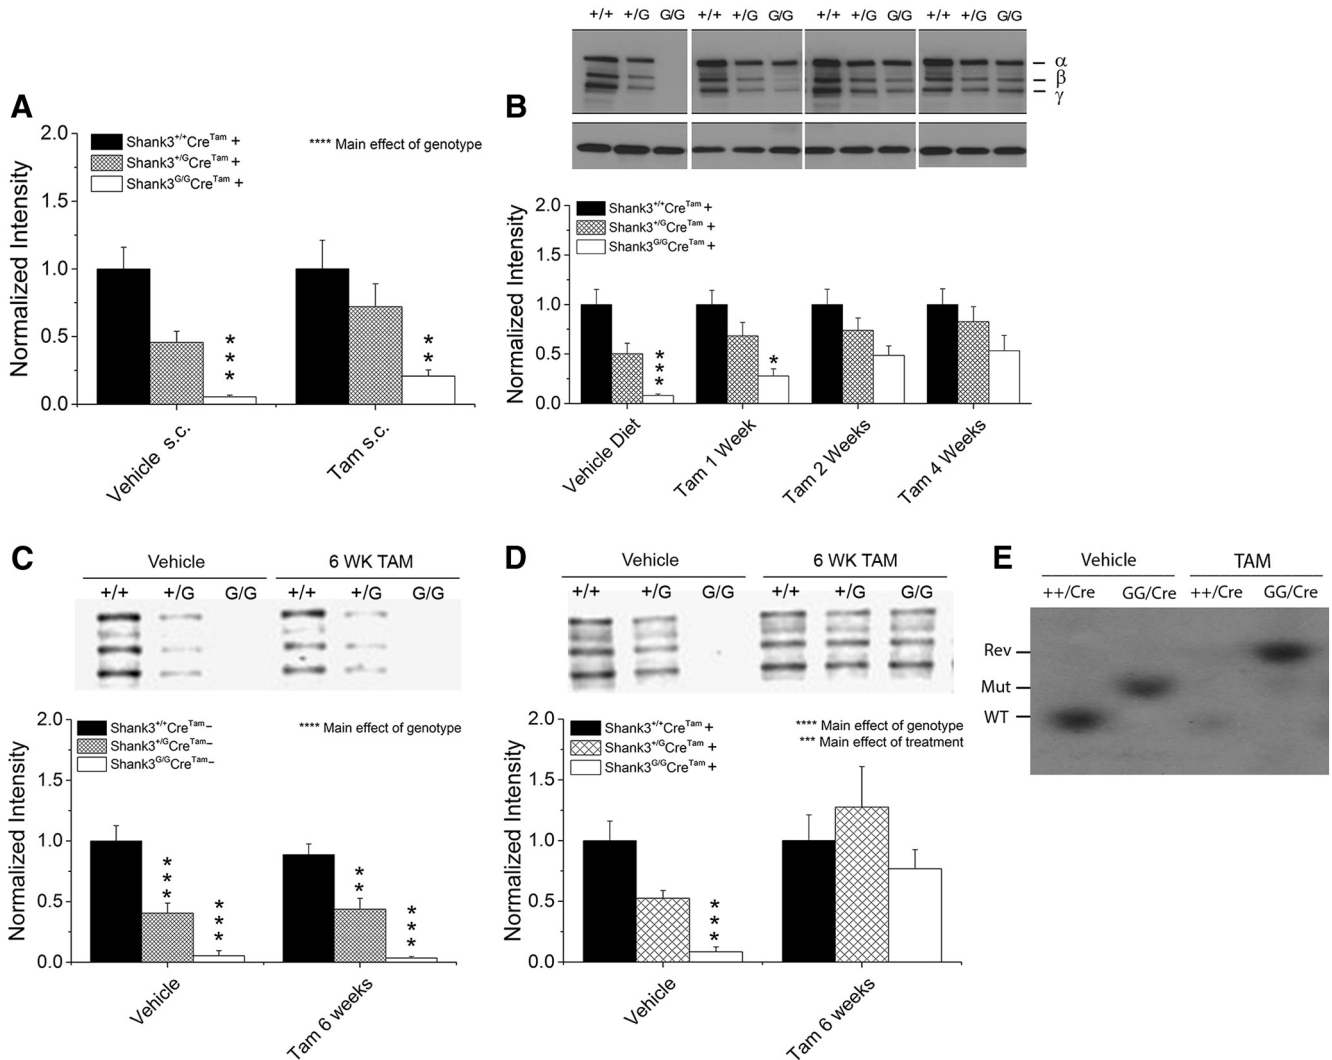 A
Normalized Intensity
2.0
1.5
1.0
0.5
0.0
Shank3+/+CreTam +
Shank3+/GCreTam +
Shank3G/GCreTam +
**** Main effect of genotype
***
**
Vehicle s.c.
Tam s.c.
B
+/+ +/G G/G +/+ +/G G/G +/+ +/G G/G +/+ +/G G/G
α
β
γ
Normalized Intensity
2.0
1.5
1.0
0.5
0.0
Shank3+/+CreTam +
Shank3+/GCreTam +
Shank3G/GCreTam +
***
*
Vehicle Diet
Tam 1 Week
Tam 2 Weeks
Tam 4 Weeks
C
Vehicle 6 WK TAM
+/+ +/G G/G +/+ +/G G/G
Normalized Intensity
2.0
1.5
1.0
0.5
0.0
Shank3+/+CreTam−
Shank3+/GCreTam−
Shank3G/GCreTam−
**** Main effect of genotype
***
***
**
***
Vehicle
Tam 6 weeks
D
Vehicle 6 WK TAM
+/+ +/G G/G +/+ +/G G/G
Normalized Intensity
2.0
1.5
1.0
0.5
0.0
Shank3+/+CreTam +
Shank3+/GCreTam +
Shank3G/GCreTam +
**** Main effect of genotype
*** Main effect of treatment
***
Vehicle
Tam 6 weeks
E
Vehicle TAM
++/Cre GG/Cre ++/Cre GG/Cre
Rev
Mut
WT